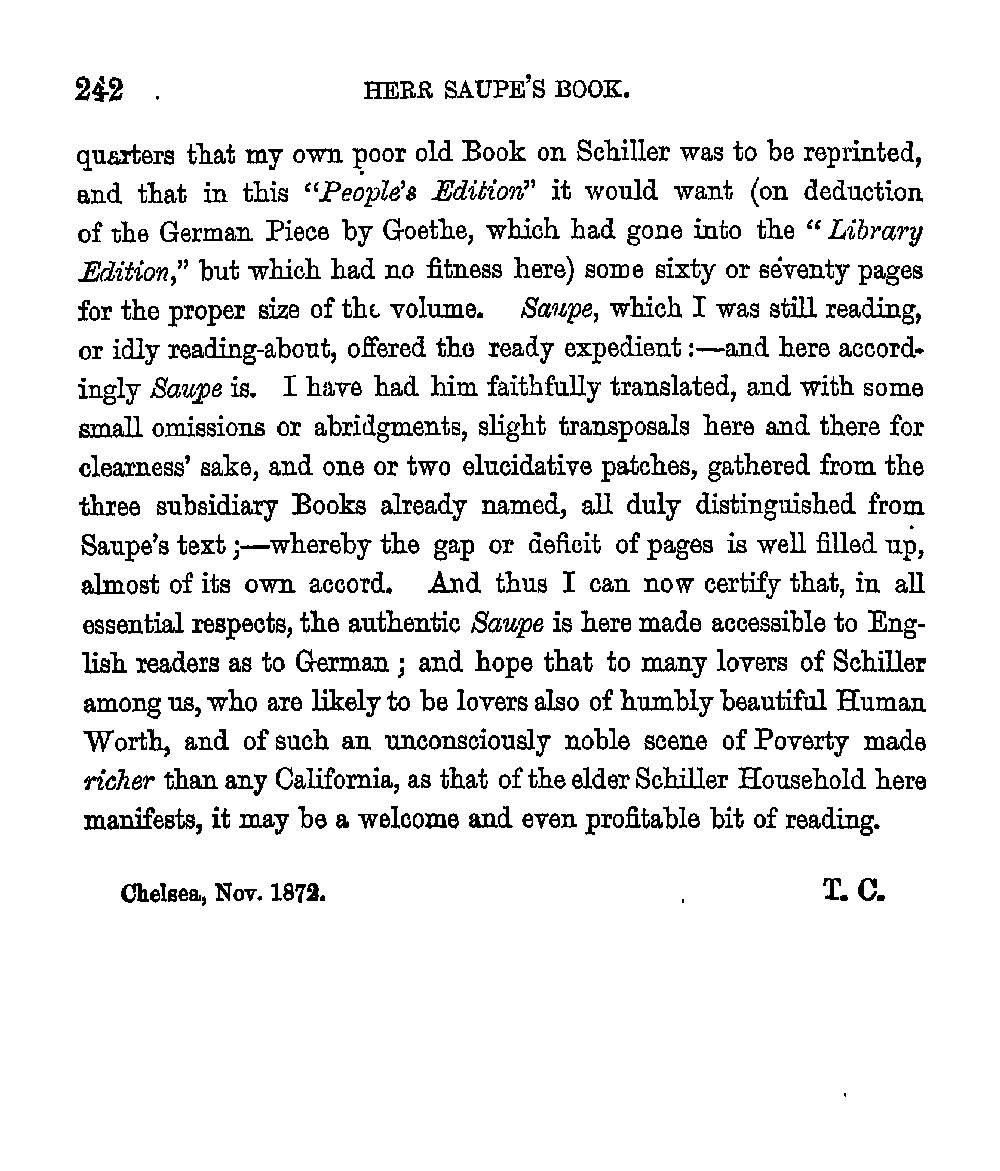 242 HERR SAUPE'S BOOK.
quarters that my own poor old Book on Schiller was to be reprinted,
and that in this “People's Edition” it would want (on deduction
of the German Piece by Goethe, which had gone into the “Library
Edition,” but which had no fitness here) some sixty or seventy pages
for the proper size of the volume. Saupe, which I was still reading,
or idly reading-about, offered the ready expedient:—and here accord-
ingly Saupe is. I have had him faithfully translated, and with some
small omissions or abridgments, slight transposals here and there for
clearness' sake, and one or two elucidative patches, gathered from the
three subsidiary Books already named, all duly distinguished from
Saupe's text;—whereby the gap or deficit of pages is well filled up,
almost of its own accord. And thus I can now certify that, in all
essential respects, the authentic Saupe is here made accessible to Eng-
lish readers as to German; and hope that to many lovers of Schiller
among us, who are likely to be lovers also of humbly beautiful Human
Worth, and of such an unconsciously noble scene of Poverty made
richer than any California, as that of the elder Schiller Household here
manifests, it may be a welcome and even profitable bit of reading.
Chelsea, Nov. 1872. T. C.